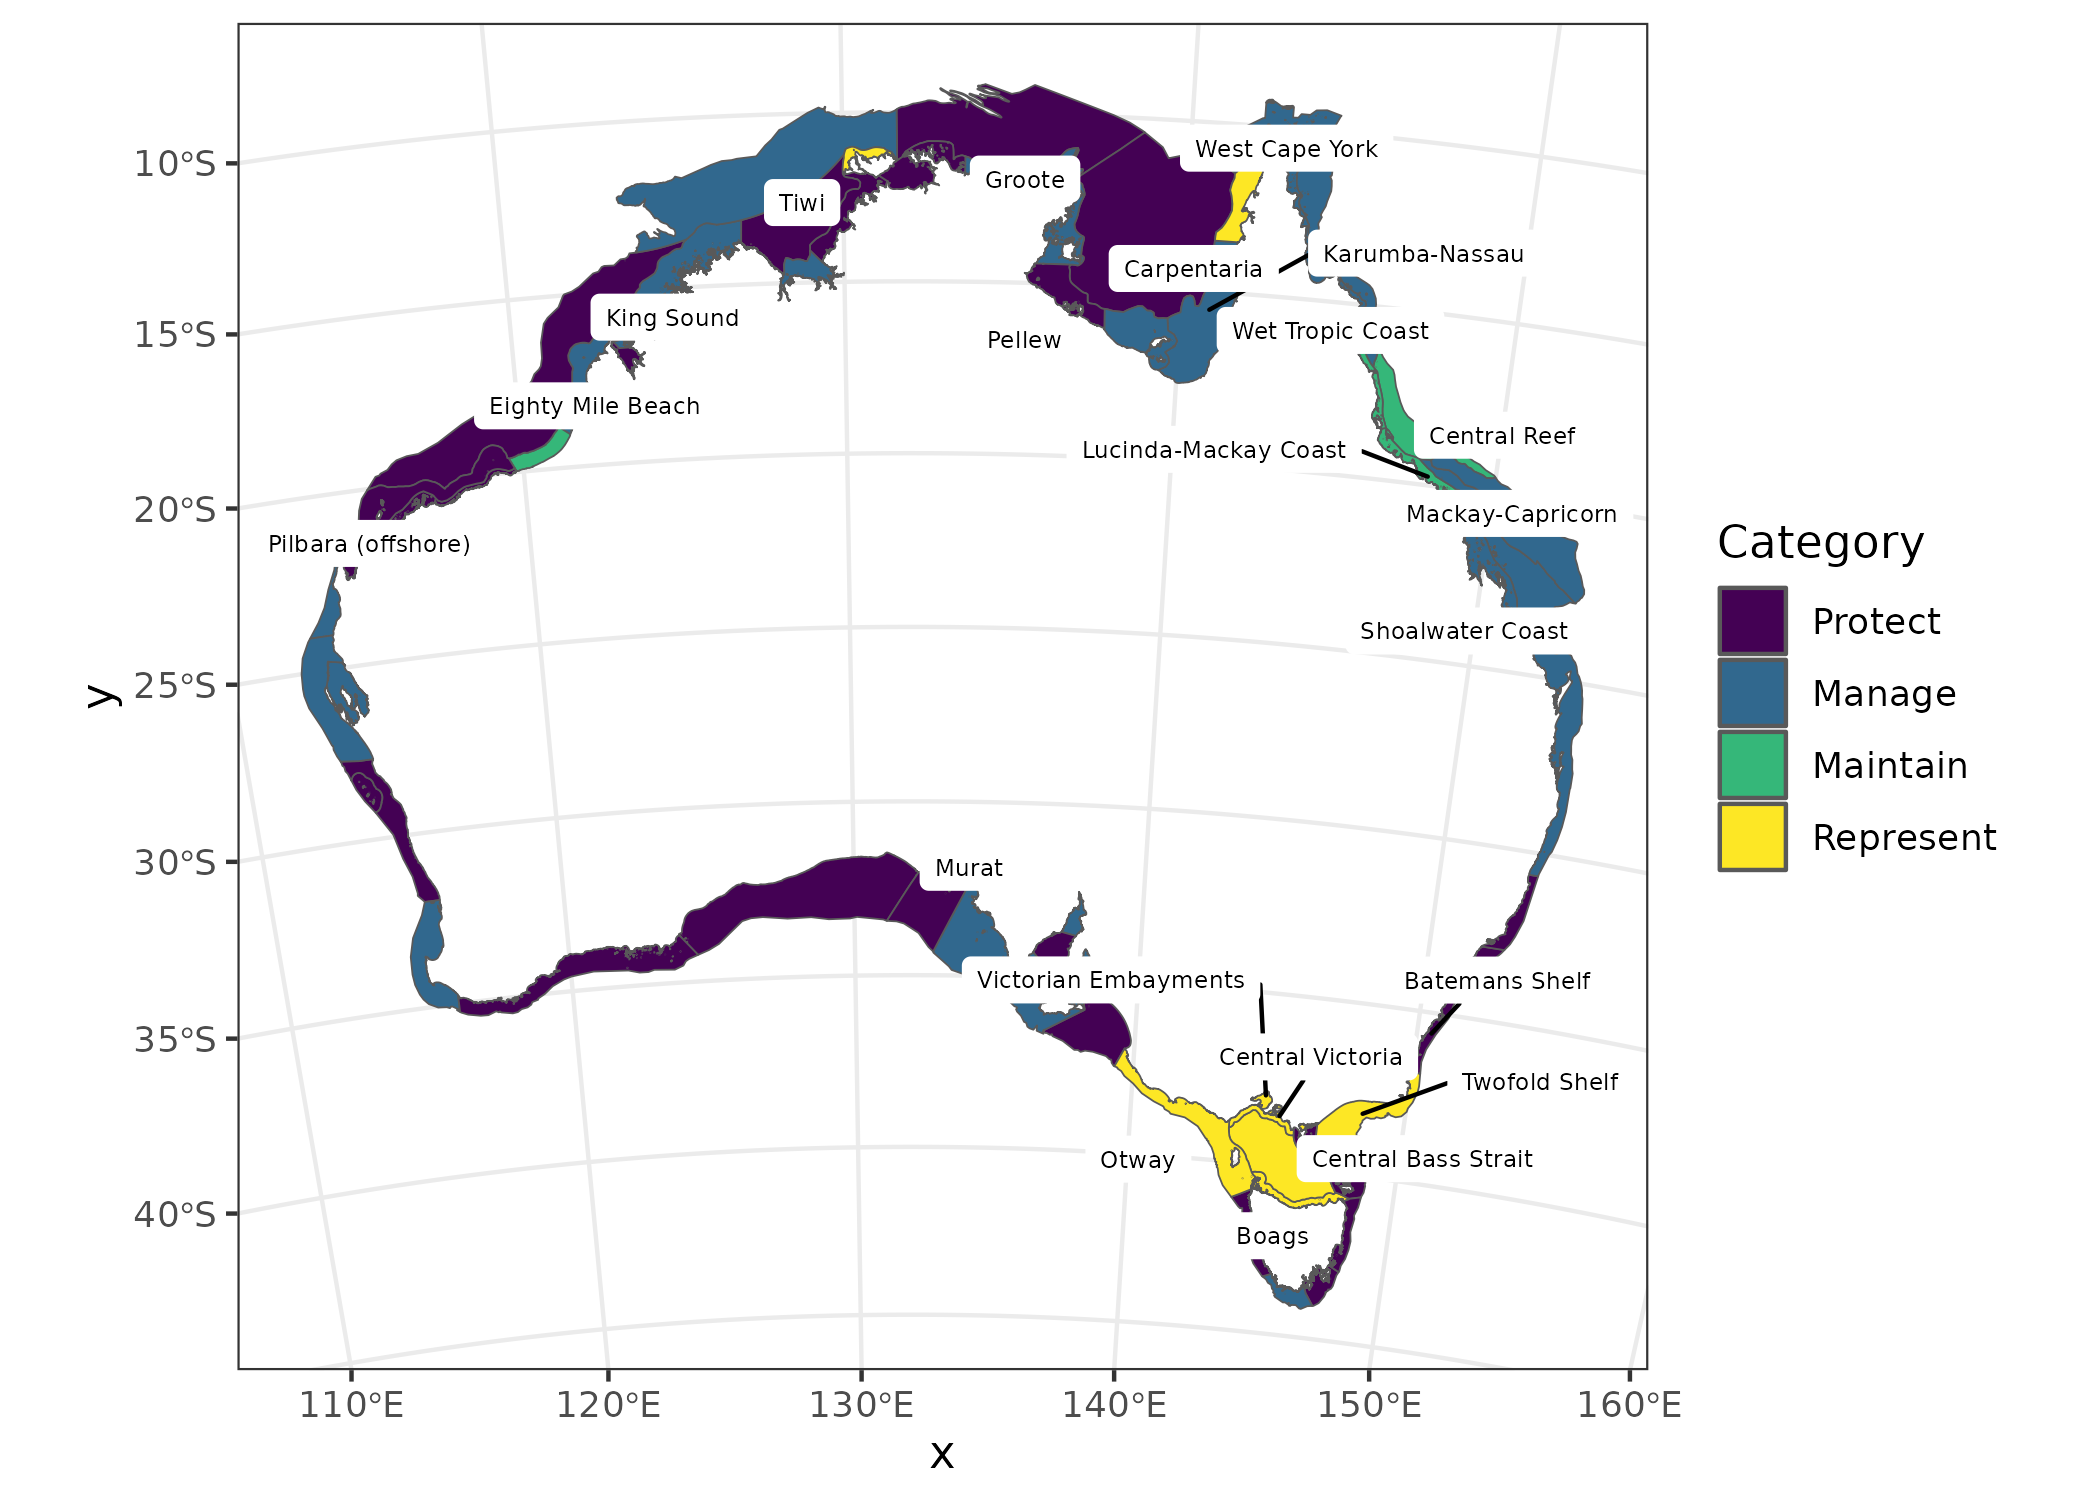 West Cape York
Groote
Tiwi
Karumba-Nassau
Carpentaria
King Sound
Wet Tropic Coast
Pellew
Eighty Mile Beach
Central Reef
Lucinda-Mackay Coast
Mackay-Capricorn
Pilbara (offshore)
Shoalwater Coast
Murat
Victorian Embayments
Batemans Shelf
Central Victoria
Twofold Shelf
Otway
Central Bass Strait
Boags
10°S
15°S
20°S
25°S
30°S
35°S
40°S
y
110°E
120°E
130°E
140°E
150°E
160°E
x
Category
Protect
Manage
Maintain
Represent